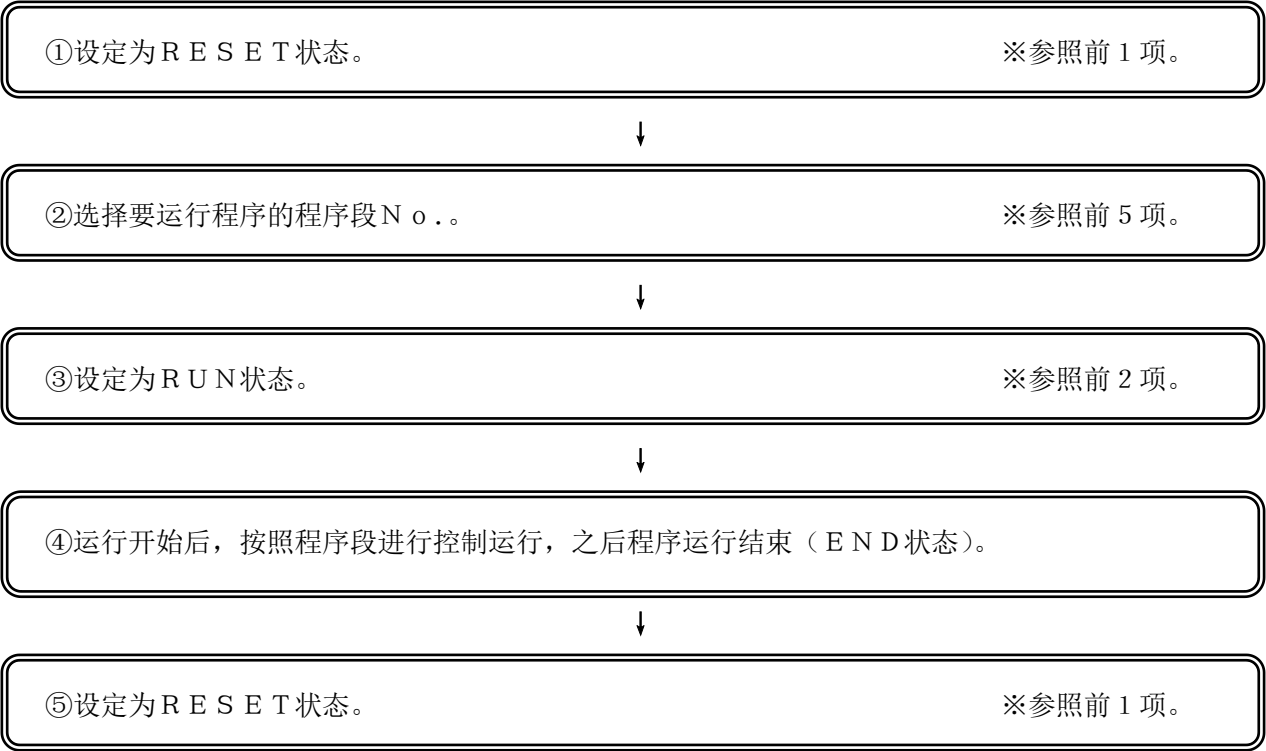 ①设定为ＲＥＳＥＴ状态。 ※参照前１项。
↓
②选择要运行程序的程序段Ｎｏ．。 ※参照前５项。
↓
③设定为ＲＵＮ状态。 ※参照前２项。
↓
④运行开始后，按照程序段进行控制运行，之后程序运行结束（ＥＮＤ状态）。
↓
⑤设定为ＲＥＳＥＴ状态。 ※参照前１项。